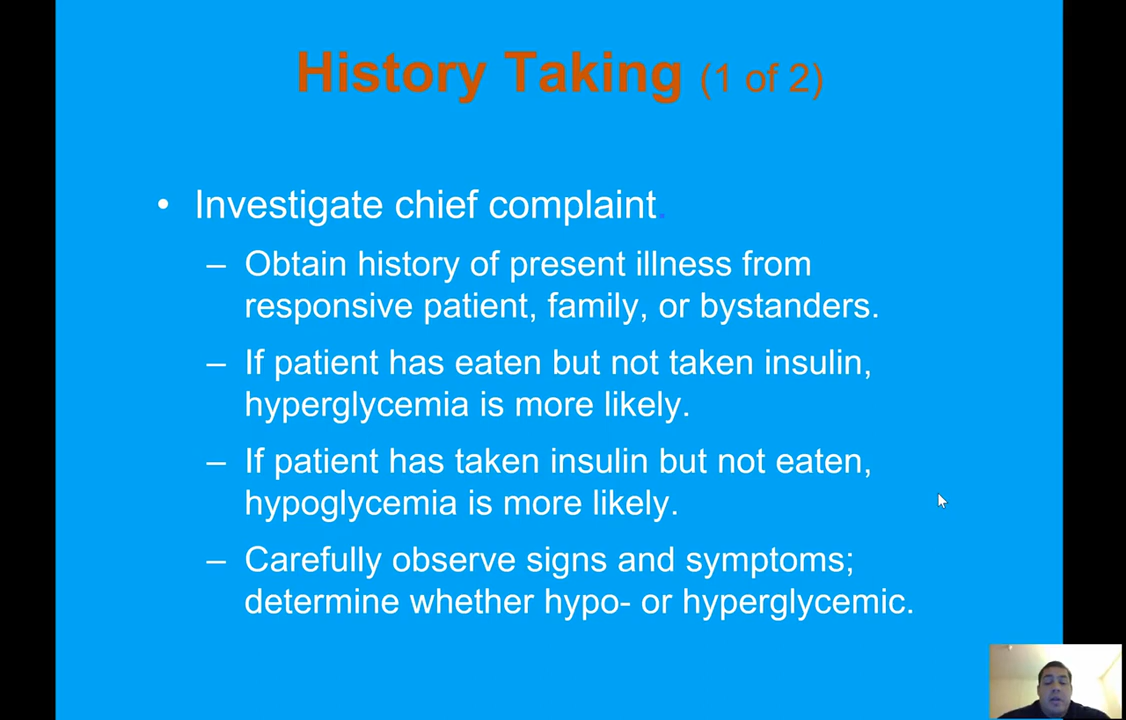 History Taking (1 of 2)
• Investigate chief complaint.
– Obtain history of present illness from
responsive patient, family, or bystanders.
– If patient has eaten but not taken insulin,
hyperglycemia is more likely.
– If patient has taken insulin but not eaten,
hypoglycemia is more likely.
– Carefully observe signs and symptoms;
determine whether hypo- or hyperglycemic.